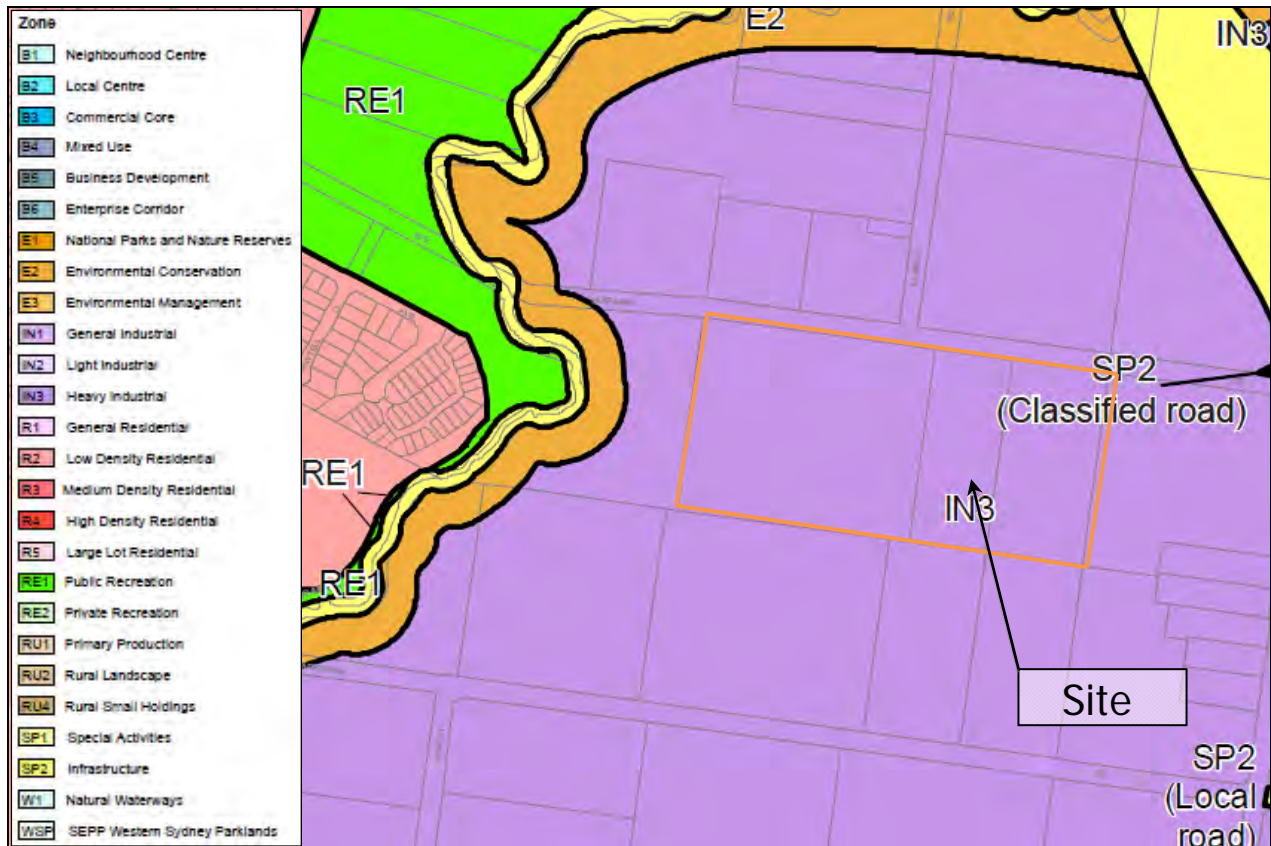 Zone
B1 Neighbourhood Centre
B2 Local Centre
B3 Commercial Core
B4 Mixed Use
B5 Business Development
B6 Enterprise Corridor
E1 National Parks and Nature Reserves
E2 Environmental Conservation
E3 Environmental Management
IN1 General Industrial
IN2 Light Industrial
IN3 Heavy Industrial
R1 General Residential
R2 Low Density Residential
R3 Medium Density Residential
R4 High Density Residential
R5 Large Lot Residential
RE1 Public Recreation
RE2 Private Recreation
RU1 Primary Production
RU2 Rural Landscape
RU4 Rural Small Holdings
SP1 Special Activities
SP2 Infrastructure
W1 Natural Waterways
WSP SEPP Western Sydney Parklands
E2
IN3
RE1
SP2
(Classified road)
RE1
IN3
RE1
Site
SP2
(Local
road)